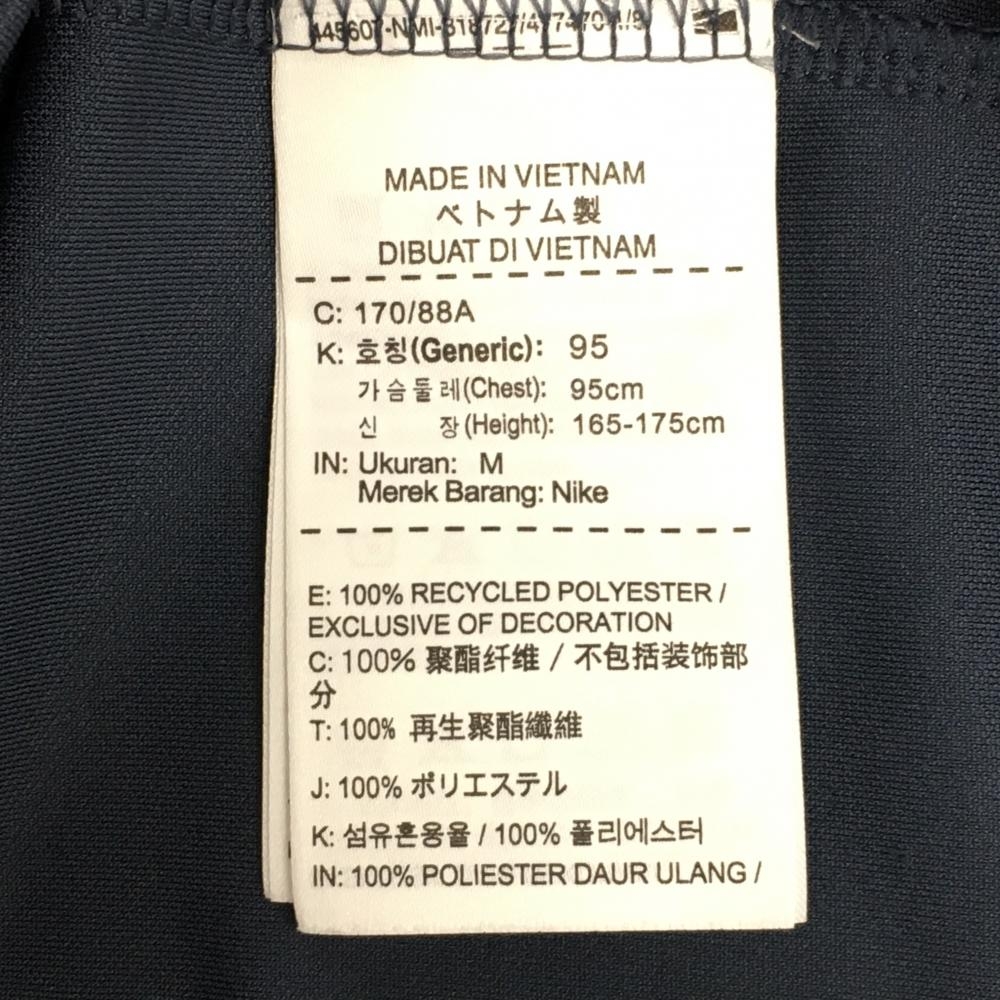 MADE IN VIETNAM
ベトナム製
DIBUAT DI VIETNAM
C: 170/88A
K: 호칭(Generic): 95
가슴둘레(Chest): 95cm
신 장(Height): 165-175cm
IN: Ukuran: M
Merek Barang: Nike
E: 100% RECYCLED POLYESTER /
EXCLUSIVE OF DECORATION
C: 100% 聚酯纤维 / 不包括装饰部
分
T: 100% 再生聚酯纖維
J: 100% ポリエステル
K: 섬유혼용율 / 100% 폴리에스터
IN: 100% POLIESTER DAUR ULANG /